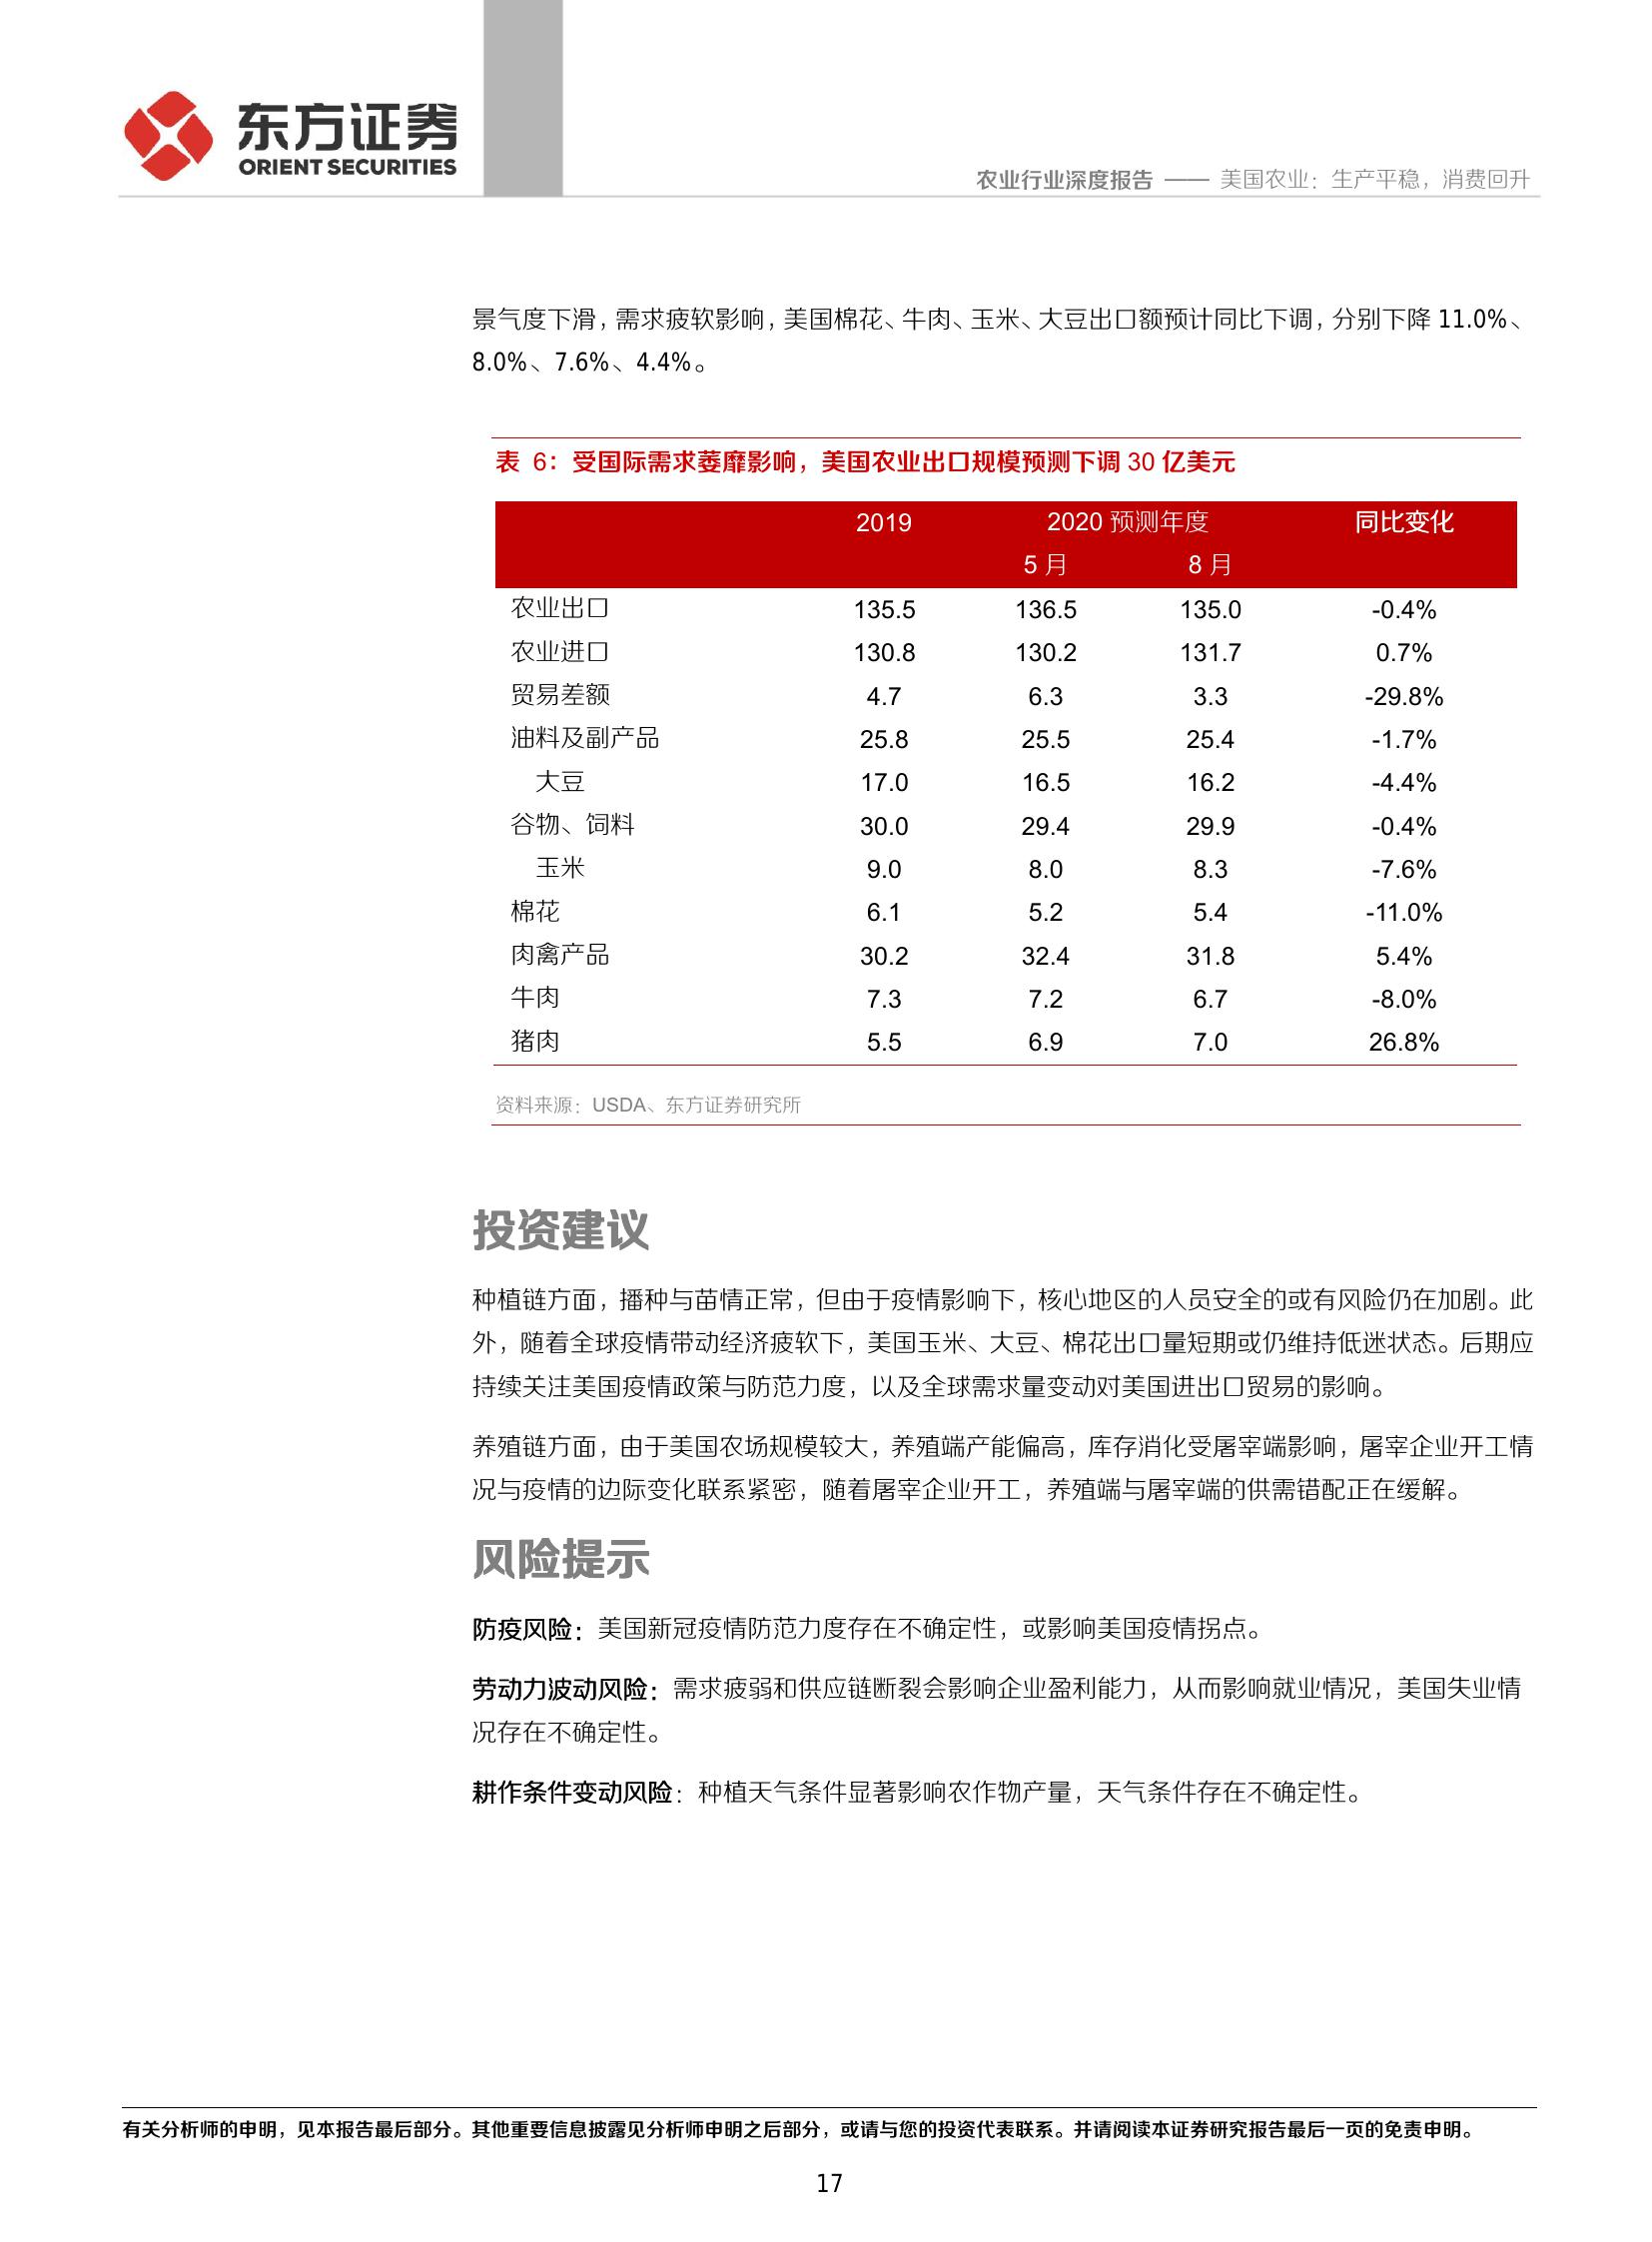 东方证券
ORIENT SECURITIES
农业行业深度报告 —— 美国农业：生产平稳，消费回升
景气度下滑，需求疲软影响，美国棉花、牛肉、玉米、大豆出口额预计同比下调，分别下降 11.0%、
8.0%、7.6%、4.4%。
表 6：受国际需求萎靡影响，美国农业出口规模预测下调 30 亿美元
2019 2020 预测年度 同比变化
5 月 8 月
农业出口 135.5 136.5 135.0 -0.4%
农业进口 130.8 130.2 131.7 0.7%
贸易差额 4.7 6.3 3.3 -29.8%
油料及副产品 25.8 25.5 25.4 -1.7%
大豆 17.0 16.5 16.2 -4.4%
谷物、饲料 30.0 29.4 29.9 -0.4%
玉米 9.0 8.0 8.3 -7.6%
棉花 6.1 5.2 5.4 -11.0%
肉禽产品 30.2 32.4 31.8 5.4%
牛肉 7.3 7.2 6.7 -8.0%
猪肉 5.5 6.9 7.0 26.8%
资料来源：USDA、东方证券研究所
投资建议
种植链方面，播种与苗情正常，但由于疫情影响下，核心地区的人员安全的或有风险仍在加剧。此
外，随着全球疫情带动经济疲软下，美国玉米、大豆、棉花出口量短期或仍维持低迷状态。后期应
持续关注美国疫情政策与防范力度，以及全球需求量变动对美国进出口贸易的影响。
养殖链方面，由于美国农场规模较大，养殖端产能偏高，库存消化受屠宰端影响，屠宰企业开工情
况与疫情的边际变化联系紧密，随着屠宰企业开工，养殖端与屠宰端的供需错配正在缓解。
风险提示
防疫风险：美国新冠疫情防范力度存在不确定性，或影响美国疫情拐点。
劳动力波动风险：需求疲弱和供应链断裂会影响企业盈利能力，从而影响就业情况，美国失业情
况存在不确定性。
耕作条件变动风险：种植天气条件显著影响农作物产量，天气条件存在不确定性。
有关分析师的申明，见本报告最后部分。其他重要信息披露见分析师申明之后部分，或请与您的投资代表联系。并请阅读本证券研究报告最后一页的免责申明。
17